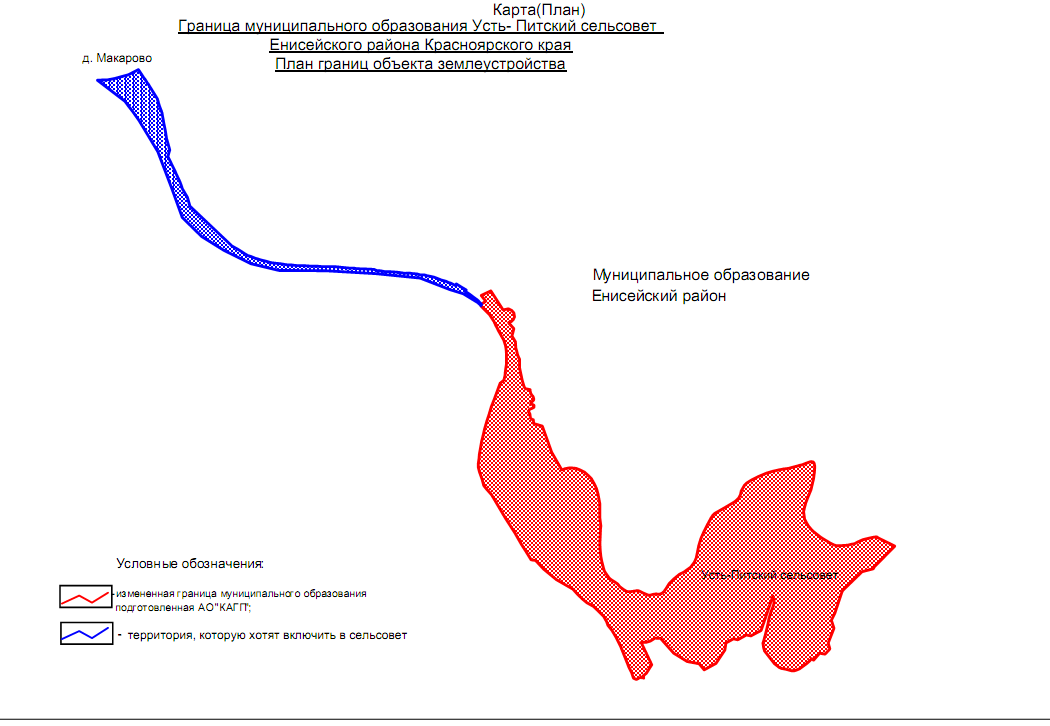 Карта(План)
Граница муниципального образования Усть- Питский сельсовет
Енисейского района Красноярского края
План границ объекта землеустройства
д. Макарово
Муниципальное образование
Енисейский район
Усть-Питский сельсовет
Условные обозначения:
-измененная граница муниципального образования
подготовленная АО"КАГП";
- территория, которую хотят включить в сельсовет